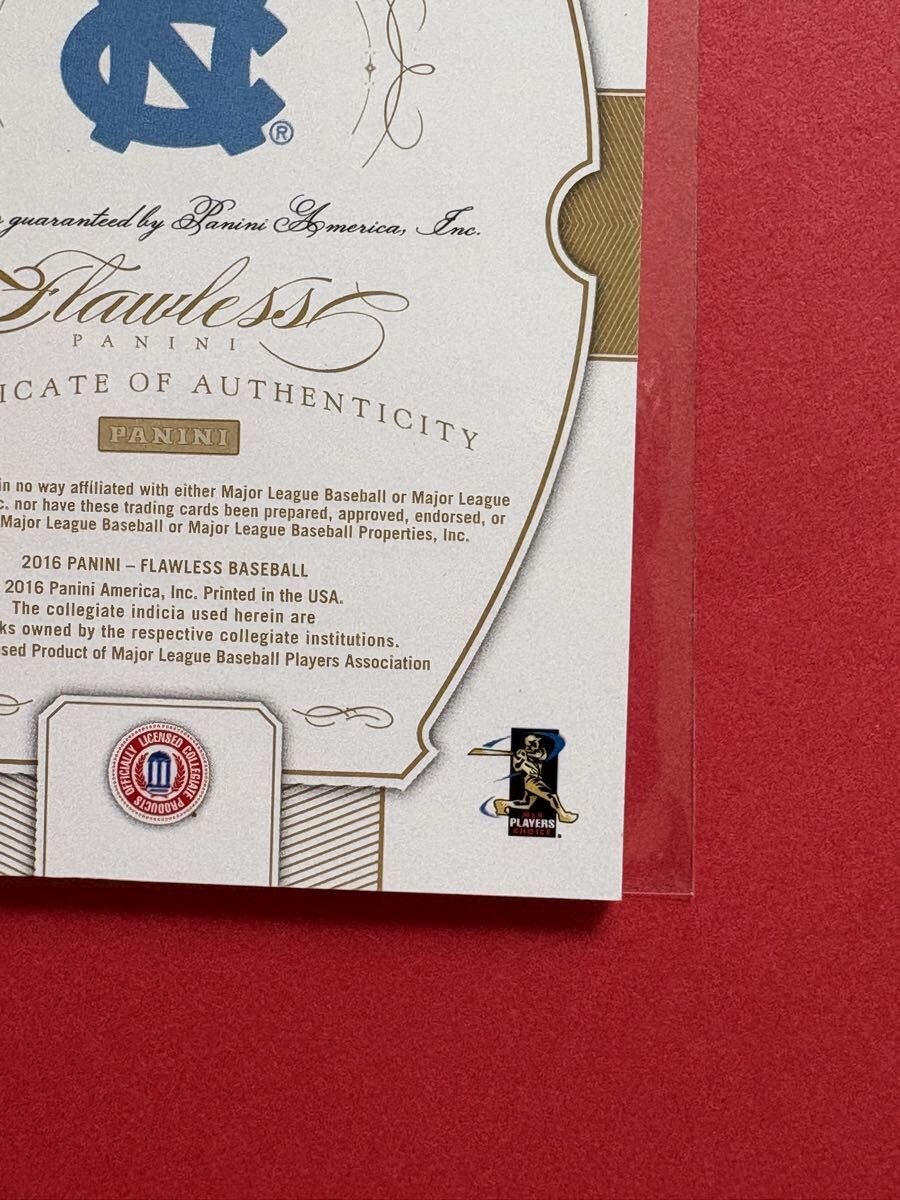 NC®
guaranteed by Panini America, Inc.
Flawless
PANINI
ICATE OF AUTHENTICITY
PANINI
in no way affiliated with either Major League Baseball or Major League
c. nor have these trading cards been prepared, approved, endorsed, or
Major League Baseball or Major League Baseball Properties, Inc.
2016 PANINI – FLAWLESS BASEBALL
2016 Panini America, Inc. Printed in the USA.
The collegiate indicia used herein are
ks owned by the respective collegiate institutions.
sed Product of Major League Baseball Players Association
OFFICIALLY LICENSED COLLEGIATE PRODUCTS
MLB
PLAYERS
CHOICE